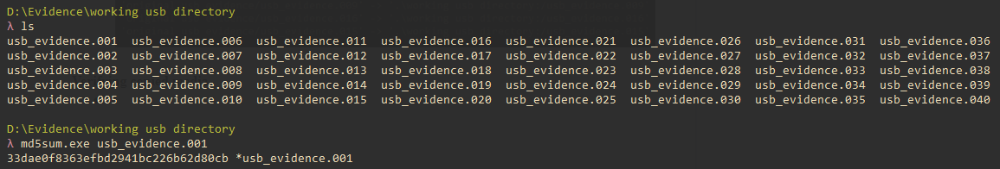 D:\Evidence\working usb directory
λ ls
usb_evidence.001  usb_evidence.006  usb_evidence.011  usb_evidence.016  usb_evidence.021  usb_evidence.026  usb_evidence.031  usb_evidence.036
usb_evidence.002  usb_evidence.007  usb_evidence.012  usb_evidence.017  usb_evidence.022  usb_evidence.027  usb_evidence.032  usb_evidence.037
usb_evidence.003  usb_evidence.008  usb_evidence.013  usb_evidence.018  usb_evidence.023  usb_evidence.028  usb_evidence.033  usb_evidence.038
usb_evidence.004  usb_evidence.009  usb_evidence.014  usb_evidence.019  usb_evidence.024  usb_evidence.029  usb_evidence.034  usb_evidence.039
usb_evidence.005  usb_evidence.010  usb_evidence.015  usb_evidence.020  usb_evidence.025  usb_evidence.030  usb_evidence.035  usb_evidence.040
D:\Evidence\working usb directory
λ md5sum.exe usb_evidence.001
33dae0f8363efbd2941bc226b62d80cb *usb_evidence.001